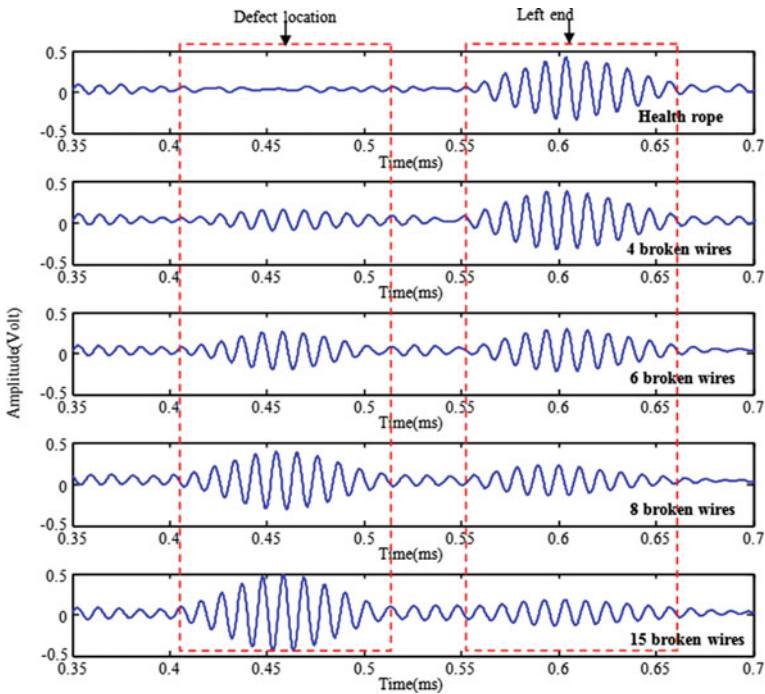 Defect location
Left end
Amplitude(Volt)
0.5
0
-0.5
Health rope
0.35 0.4 0.45 0.5 0.55 0.6 0.65 0.7
Time(ms)
0.5
0
-0.5
4 broken wires
0.35 0.4 0.45 0.5 0.55 0.6 0.65 0.7
Time(ms)
0.5
0
-0.5
6 broken wires
0.35 0.4 0.45 0.5 0.55 0.6 0.65 0.7
Time(ms)
0.5
0
-0.5
8 broken wires
0.35 0.4 0.45 0.5 0.55 0.6 0.65 0.7
Time(ms)
0.5
0
-0.5
15 broken wires
0.35 0.4 0.45 0.5 0.55 0.6 0.65 0.7
Time(ms)